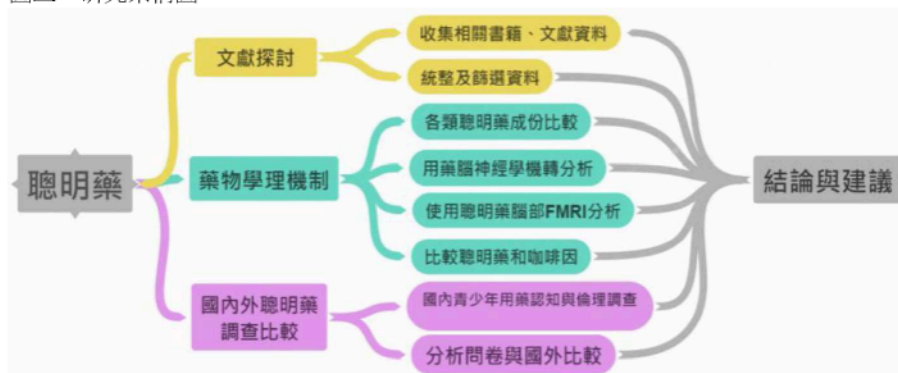 聰明藥
文獻探討
收集相關書籍、文獻資料
統整及篩選資料
藥物學理機制
各類聰明藥成份比較
用藥腦神經學機轉分析
使用聰明藥腦部FMRI分析
比較聰明藥和咖啡因
國內外聰明藥
調查比較
國內青少年用藥認知與倫理調查
分析問卷與國外比較
結論與建議